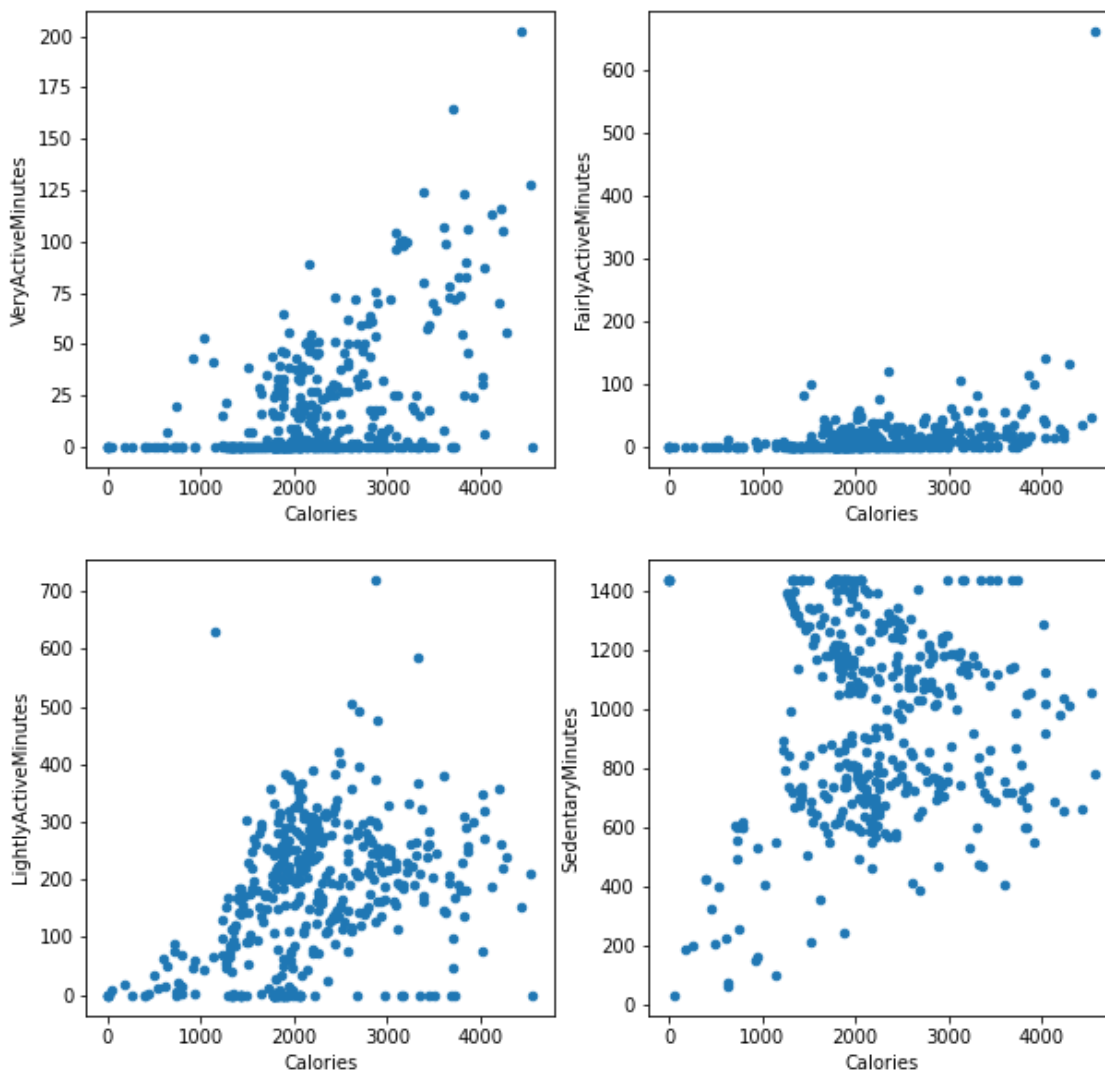 VeryActiveMinutes
200
175
150
125
100
75
50
25
0
0 1000 2000 3000 4000
Calories
FairlyActiveMinutes
600
500
400
300
200
100
0
0 1000 2000 3000 4000
Calories
LightlyActiveMinutes
700
600
500
400
300
200
100
0
0 1000 2000 3000 4000
Calories
SedentaryMinutes
1400
1200
1000
800
600
400
200
0
0 1000 2000 3000 4000
Calories